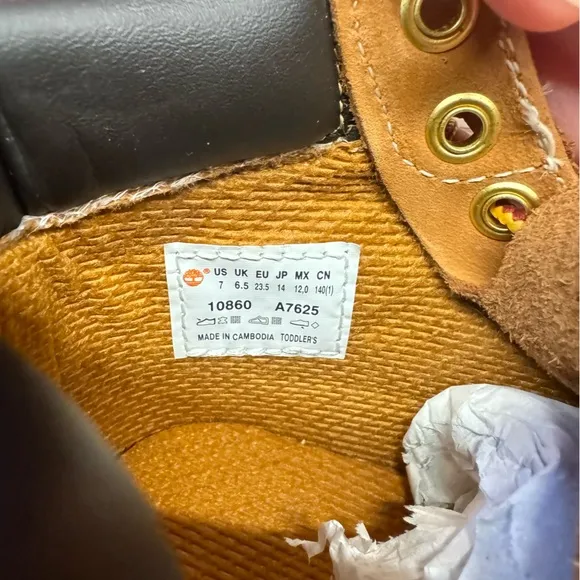 US UK EU JP MX CN
7 6.5 23.5 14 12,0 140(1)
10860 A7625
MADE IN CAMBODIA TODDLER'S